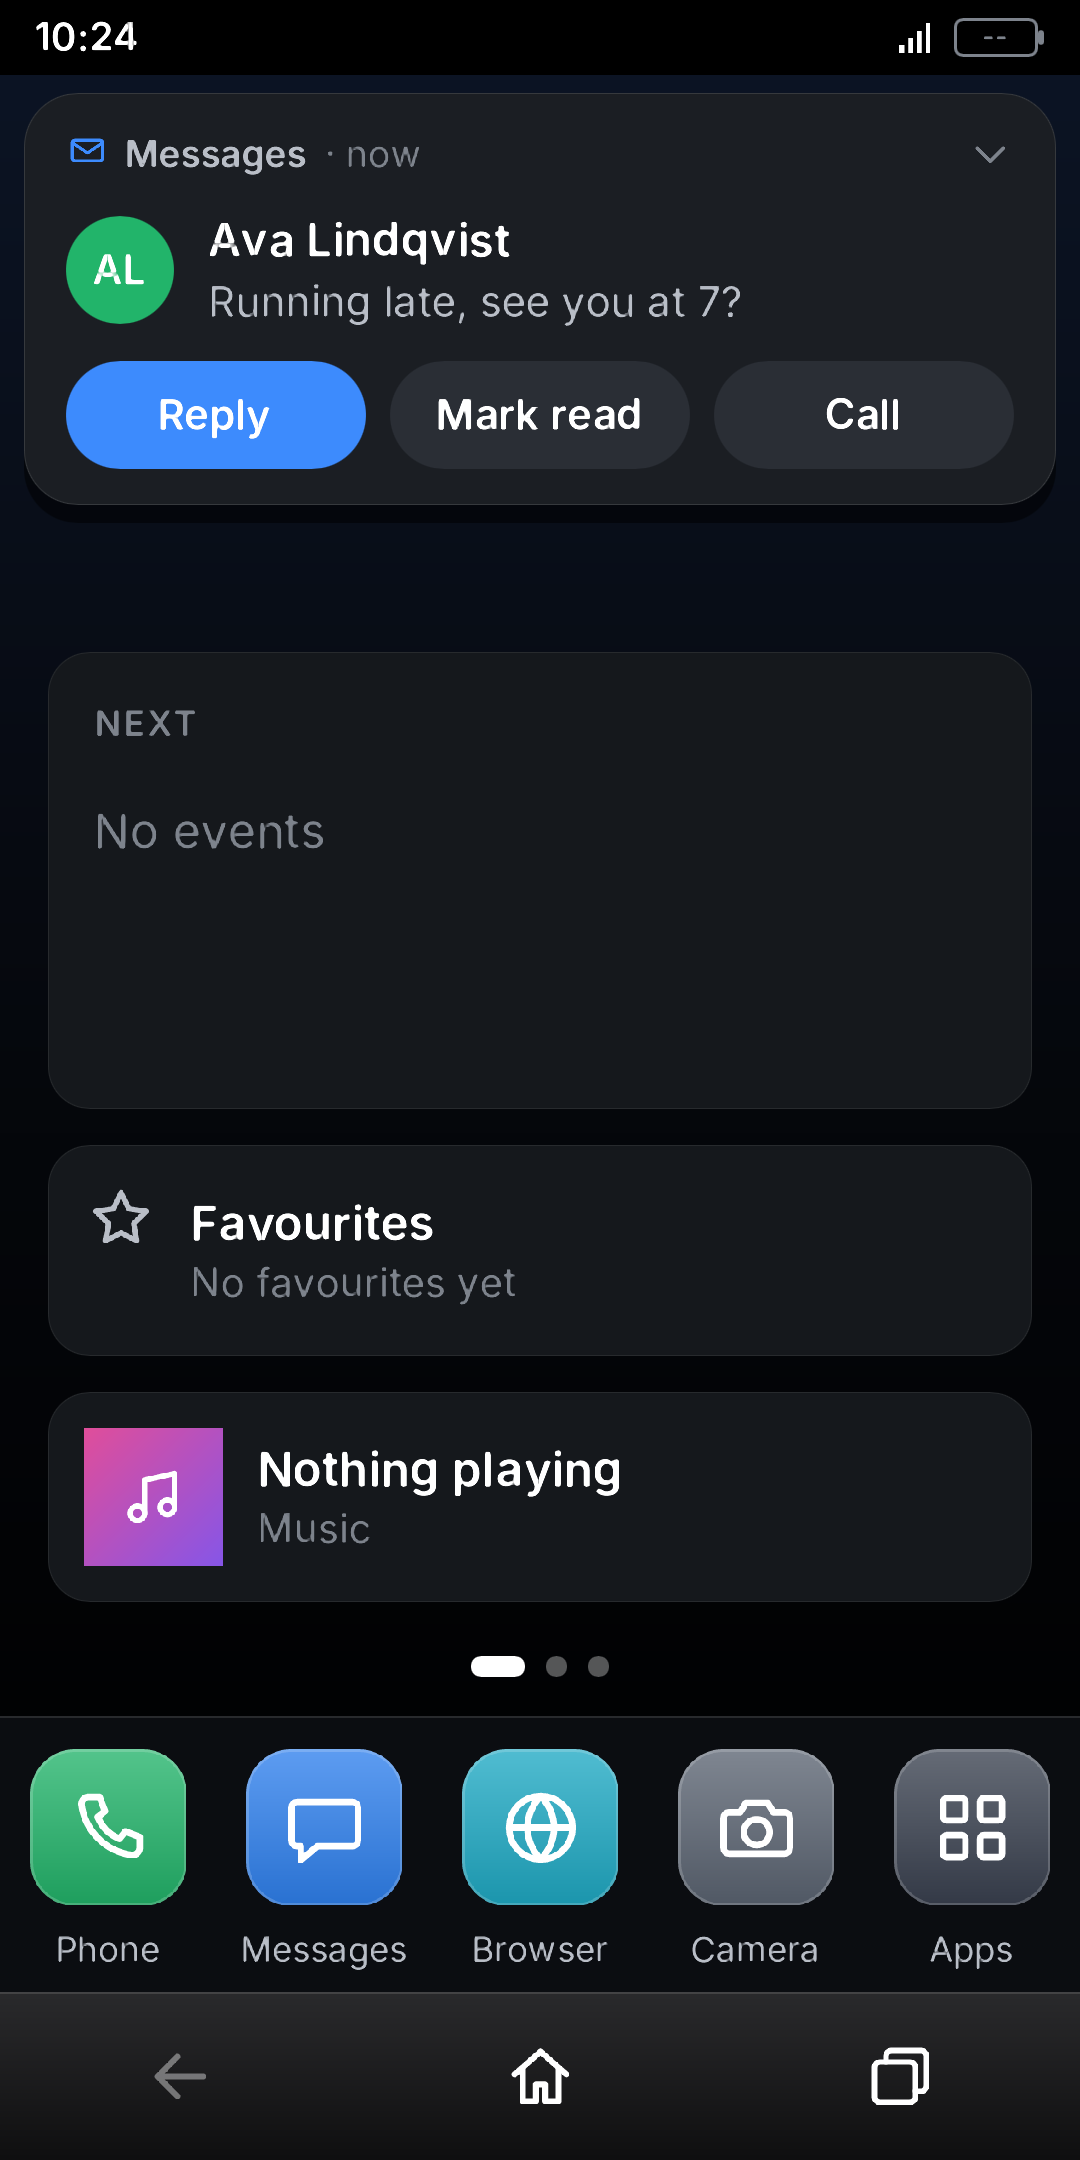 10:24
--
Messages · now
AL
Ava Lindqvist
Running late, see you at 7?
Reply
Mark read
Call
NEXT
No events
Favourites
No favourites yet
Nothing playing
Music
Phone
Messages
Browser
Camera
Apps